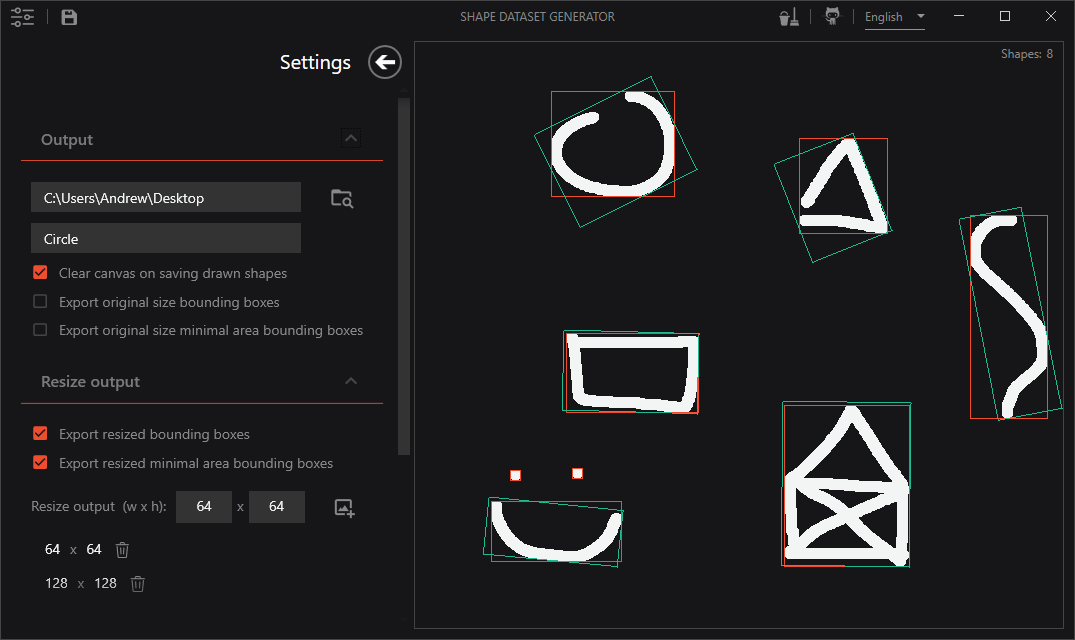 SHAPE DATASET GENERATOR
English
Settings
Shapes: 8
Output
C:\Users\Andrew\Desktop
Circle
Clear canvas on saving drawn shapes
Export original size bounding boxes
Export original size minimal area bounding boxes
Resize output
Export resized bounding boxes
Export resized minimal area bounding boxes
Resize output (w x h): 64 x 64
64 x 64
128 x 128